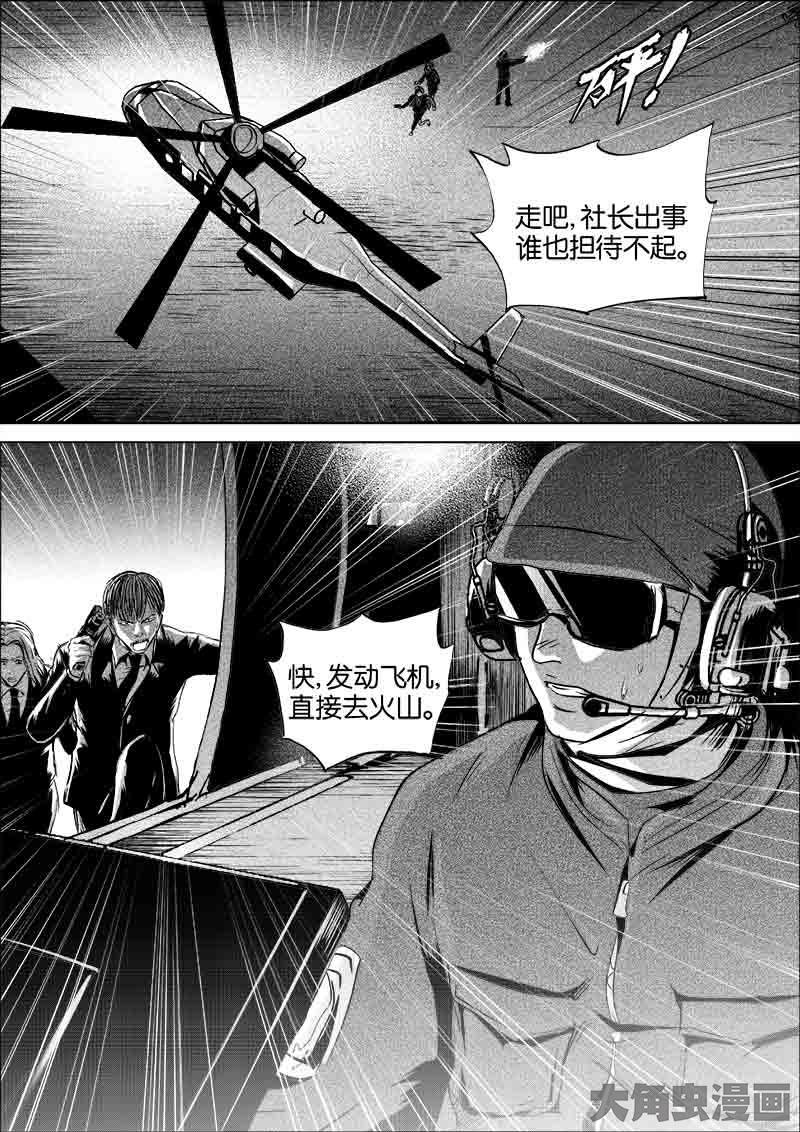 砰！
走吧，社长出事
谁也担待不起。
快，发动飞机，
直接去火山。
大角虫漫画